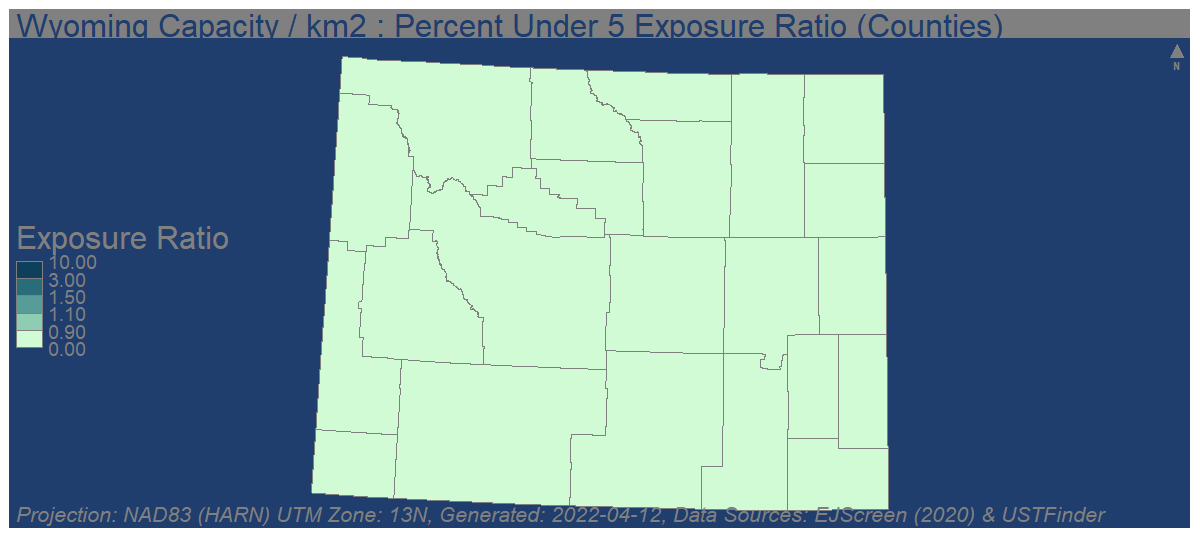 Wyoming Capacity / km2 : Percent Under 5 Exposure Ratio (Counties)
N
Exposure Ratio
10.00
3.00
1.50
1.10
0.90
0.00
Projection: NAD83 (HARN) UTM Zone: 13N, Generated: 2022-04-12, Data Sources: EJScreen (2020) & USTFinder